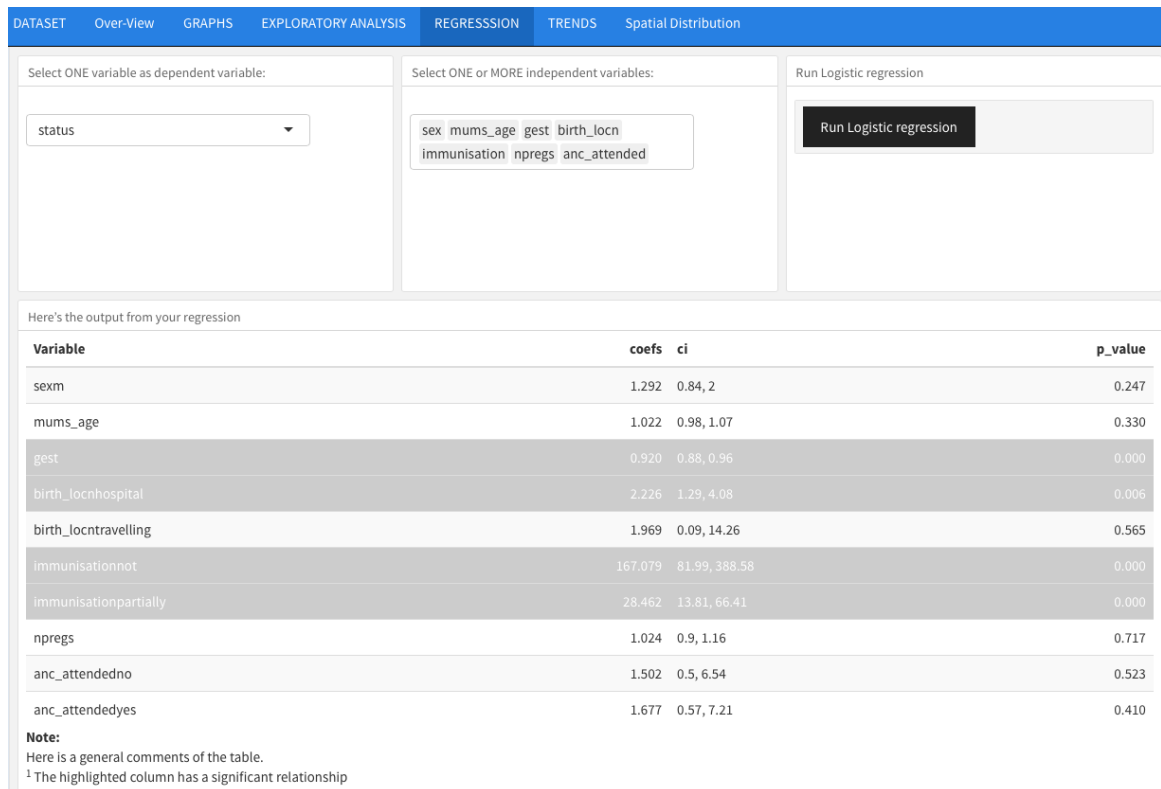 DATASET Over-View GRAPHS EXPLORATORY ANALYSIS REGRESSSION TRENDS Spatial Distribution
Select ONE variable as dependent variable: Select ONE or MORE independent variables: Run Logistic regression
status sex mums_age gest birth_locn Run Logistic regression
immunisation npregs anc_attended
Here's the output from your regression
Variable coefs ci p_value
sexm 1.292 0.84, 2 0.247
mums_age 1.022 0.98, 1.07 0.330
gest 0.920 0.88, 0.96 0.000
birth_locnhospital 2.226 1.29, 4.08 0.006
birth_locntravelling 1.969 0.09, 14.26 0.565
immunisationnot 167.079 81.99, 388.58 0.000
immunisationpartially 28.462 13.81, 66.41 0.000
npregs 1.024 0.9, 1.16 0.717
anc_attendedno 1.502 0.5, 6.54 0.523
anc_attendedyes 1.677 0.57, 7.21 0.410
Note:
Here is a general comments of the table.
1 The highlighted column has a significant relationship